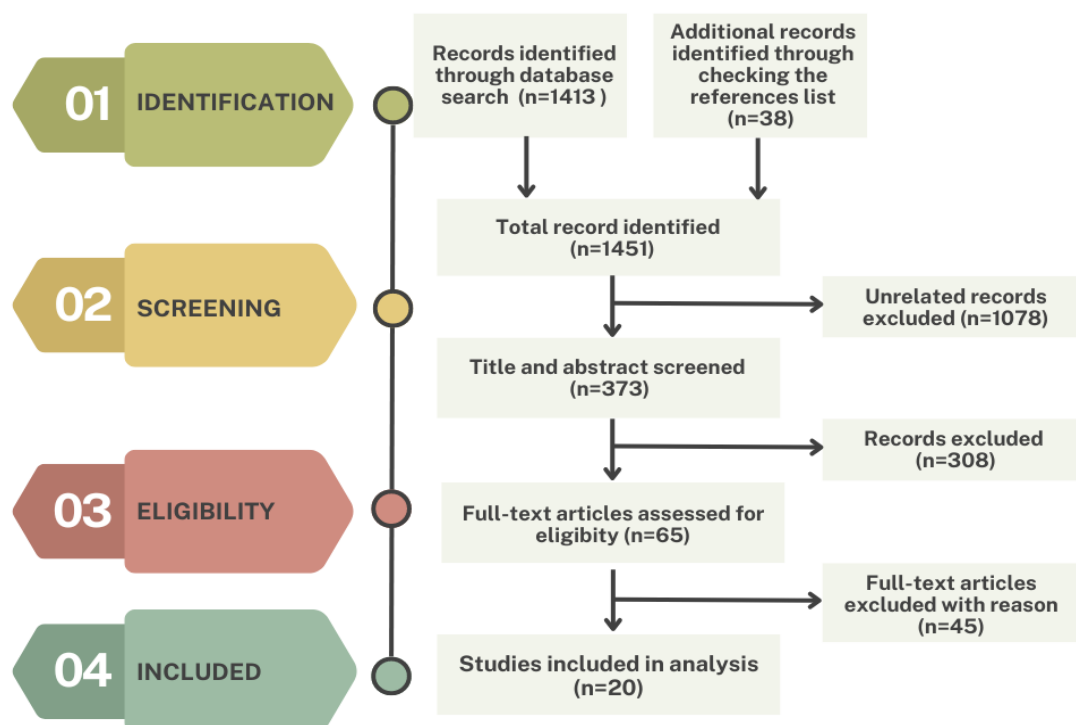 01
IDENTIFICATION
Records identified
through database
search (n=1413 )
Additional records
identified through
checking the
references list
(n=38)
Total record identified
(n=1451)
02
SCREENING
Unrelated records
excluded (n=1078)
Title and abstract screened
(n=373)
Records excluded
(n=308)
03
ELIGIBILITY
Full-text articles assessed for
eligibity (n=65)
Full-text articles
excluded with reason
(n=45)
04
INCLUDED
Studies included in analysis
(n=20)